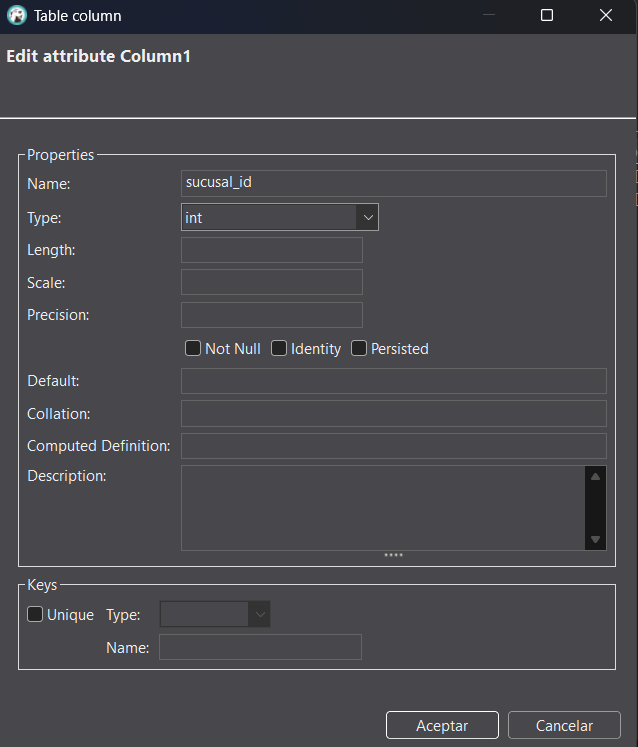 Table column
Edit attribute Column1
Properties
Name: sucusal_id
Type: int
Length:
Scale:
Precision:
Not Null Identity Persisted
Default:
Collation:
Computed Definition:
Description:
Keys
Unique Type:
Name:
Aceptar Cancelar